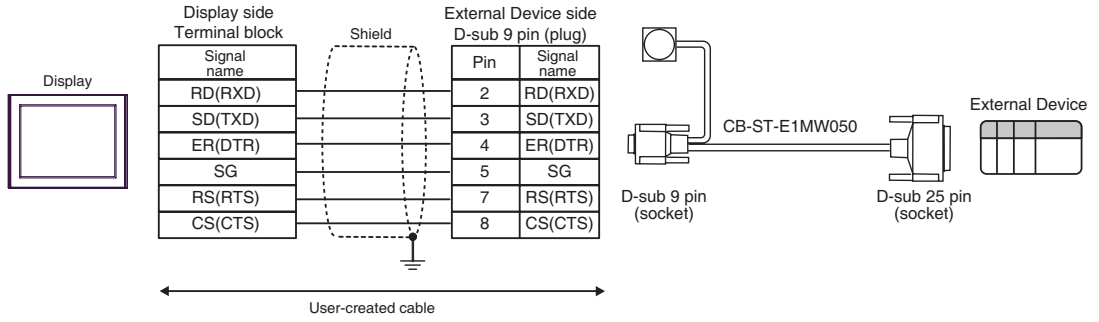 Display
Display side
Terminal block
Shield
External Device side
D-sub 9 pin (plug)
Signal
name
Pin
Signal
name
RD(RXD)
2
RD(RXD)
SD(TXD)
3
SD(TXD)
ER(DTR)
4
ER(DTR)
SG
5
SG
RS(RTS)
7
RS(RTS)
CS(CTS)
8
CS(CTS)
User-created cable
CB-ST-E1MW050
D-sub 9 pin
(socket)
D-sub 25 pin
(socket)
External Device